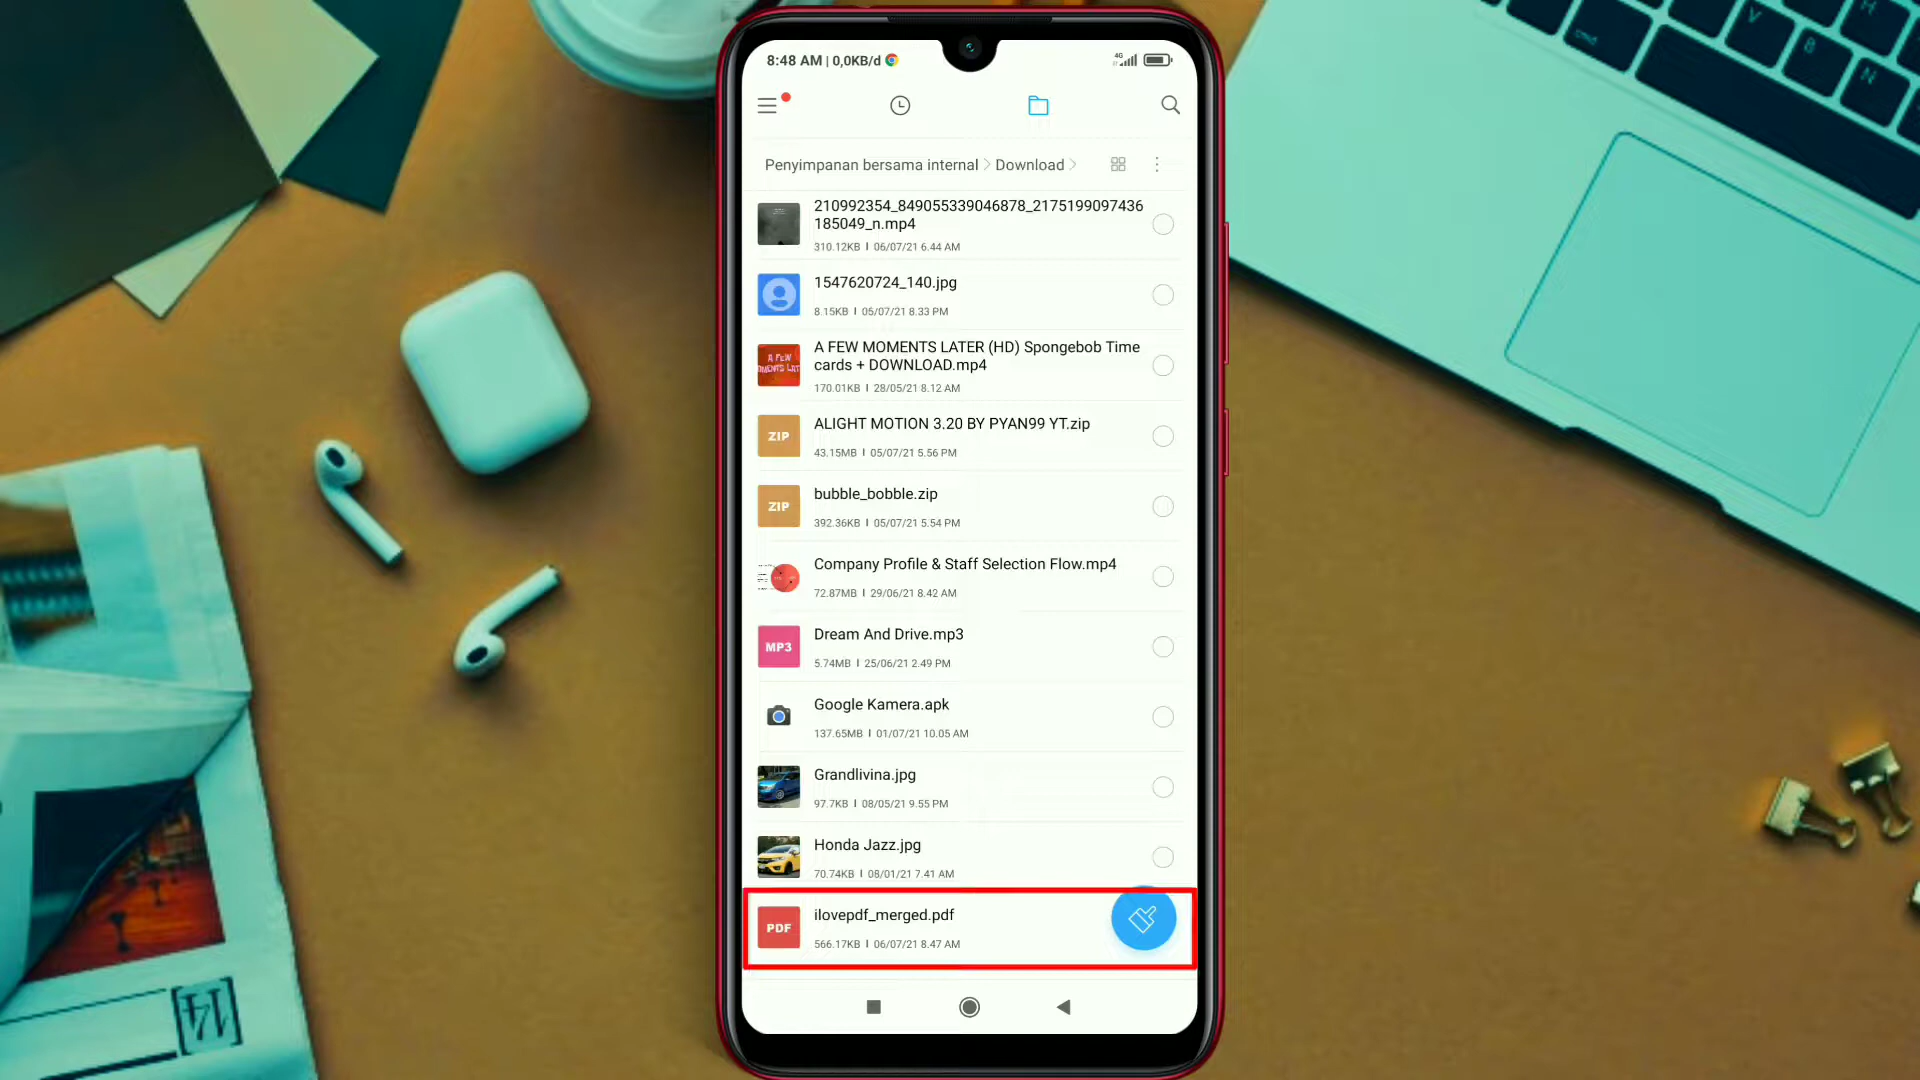 8:48 AM | 0,0KB/d
4G
Penyimpanan bersama internal > Download >
210992354_849055339046878_2175199097436
185049_n.mp4
310.12KB | 06/07/21 6.44 AM
1547620724_140.jpg
8.15KB | 05/07/21 8.33 PM
A FEW MOMENTS LATER (HD) Spongebob Time
cards + DOWNLOAD.mp4
170.01KB | 28/05/21 8.12 AM
ZIP
ALIGHT MOTION 3.20 BY PYAN99 YT.zip
43.15MB | 05/07/21 5.56 PM
ZIP
bubble_bobble.zip
392.36KB | 05/07/21 5.54 PM
Company Profile & Staff Selection Flow.mp4
72.87MB | 29/06/21 8.42 AM
MP3
Dream And Drive.mp3
5.74MB | 25/06/21 2.49 PM
Google Kamera.apk
137.65MB | 01/07/21 10.05 AM
Grandlivina.jpg
97.7KB | 08/05/21 9.55 PM
Honda Jazz.jpg
70.74KB | 08/01/21 7.41 AM
PDF
ilovepdf_merged.pdf
566.17KB | 06/07/21 8.47 AM
cmd
V
B
N
H
14